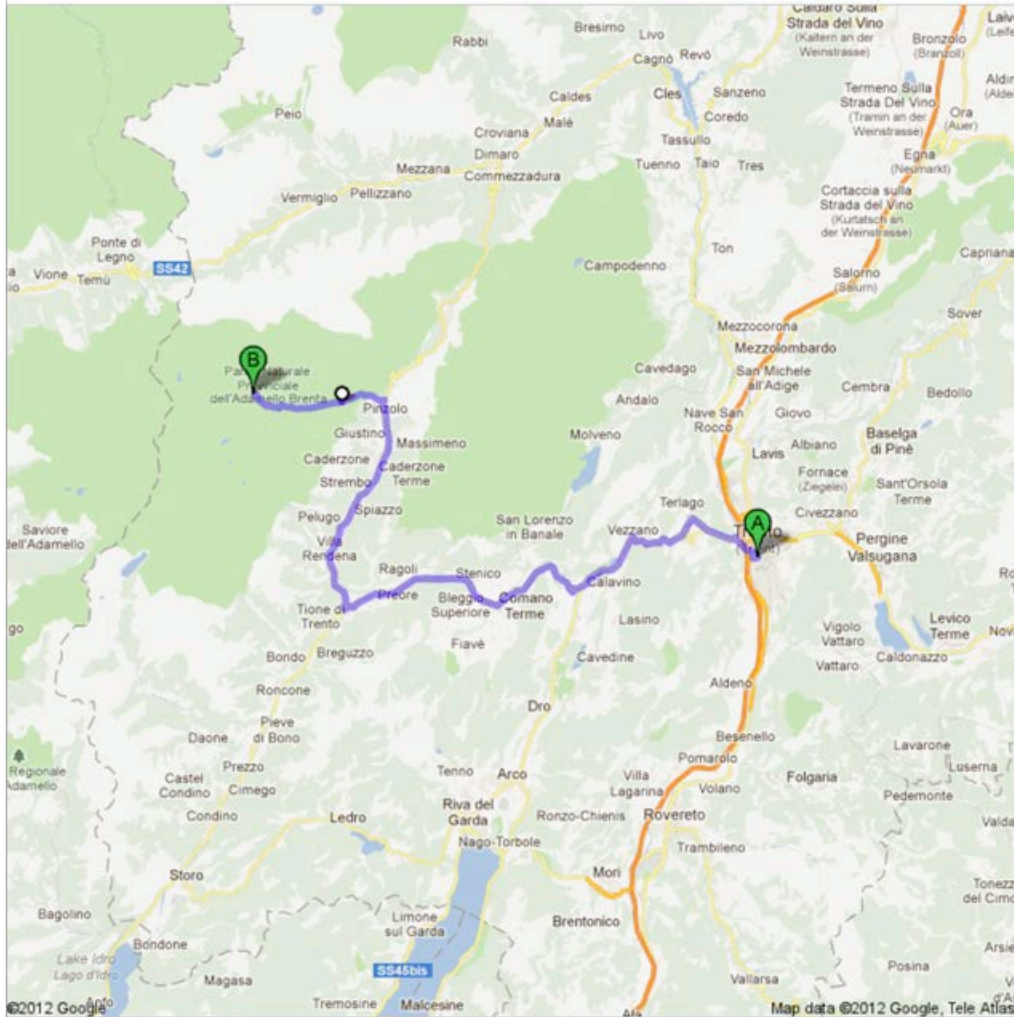 Caldaro Sulla
Strada del Vino
(Kaltern an der
Weinstrasse)
Bresimo
Livo
Cagnò
Revò
Rabbi
Bronzolo
(Branzoll)
Cles
Sanzeno
Coredo
Caldes
Malè
Termeno Sulla
Strada Del Vino
(Tramin an der
Weinstrasse)
Ora
(Auer)
Peio
Croviana
Dimaro
Commezzadura
Tassullo
Tuenno
Taio
Tres
Egna
(Neumarkt)
Mezzana
Pellizzano
Vermiglio
Cortaccia sulla
Strada del Vino
(Kurtatsch an
der Weinstrasse)
Ponte di
Legno
SS42
Vione
Temù
Ton
Campodenno
Capriana
Salorno
(Salurn)
Sover
Mezzocorona
Mezzolombardo
B
dell'Adamello Brenta
Cavedago
Andalo
San Michele
all'Adige
Cembra
Bedollo
Pinzolo
Nave San
Rocco
Giovo
Giustino
Massimeno
Molveno
Lavis
Albiano
Baselga
di Pinè
Caderzone
Caderzone
Terme
Strembo
Fornace
(Ziegelei)
Sant'Orsola
Terme
Spiazzo
Pelugo
Terlago
Civezzano
San Lorenzo
in Banale
Vezzano
A
Saviore
dell'Adamello
Villa
Rendena
Pergine
Valsugana
Ragoli
Stenico
Calavino
Preore
Bleggio
Superiore
Comano
Terme
Tione di
Trento
Lasino
Vigolo
Vattaro
Levico
Terme
Fiavè
Breguzzo
Bondo
Cavedine
Vattaro
Caldonazzo
Roncone
Aldeno
Dro
Pieve
di Bono
Daone
Besenello
Lavarone
Luserna
Pomarolo
Regionale
Adamello
Prezzo
Castel
Condino
Cimego
Tenno
Arco
Villa
Lagarina
Volano
Folgaria
Pedemonte
Condino
Ledro
Riva del
Garda
Ronzo-Chienis
Rovereto
Nago-Torbole
Trambileno
Storo
Mori
Bagolino
Limone
sul Garda
Brentonico
Bondone
Lake Idro
Lago d'Idro
SS45bis
Magasa
Vallarsa
Posina
Tremosine
Malcesine
©2012 Google
Map data ©2012 Google, Tele Atlas